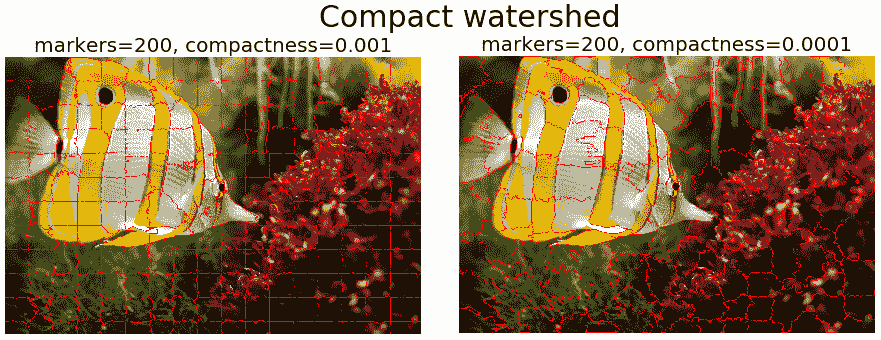 Compact watershed
markers=200, compactness=0.001
markers=200, compactness=0.0001